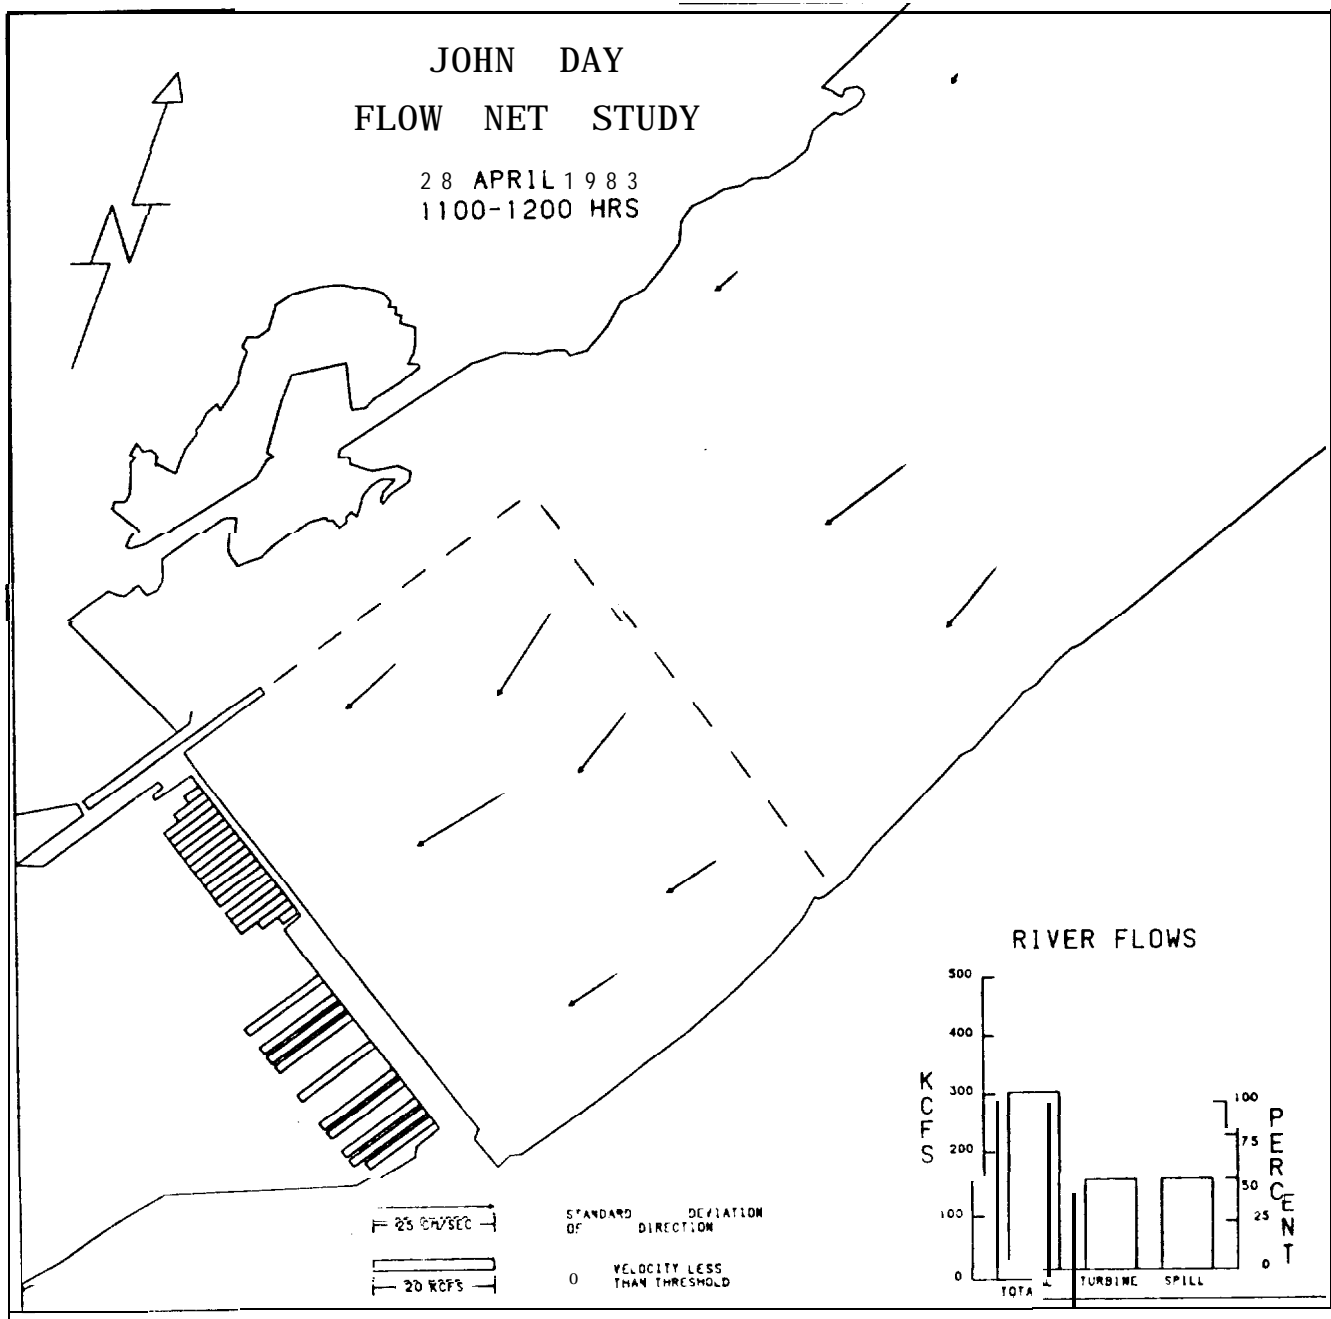 JOHN DAY
FLOW NET STUDY
28 APRIL 1983
1100-1200 HRS
N
RIVER FLOWS
500
400
300
200
100
0
KCFS
100
75
50
25
0
PERCENT
TURBINE
SPILL
25 CM/SEC
STANDARD DEVIATION
OF DIRECTION
20 KCFS
0 VELOCITY LESS
THAN THRESHOLD